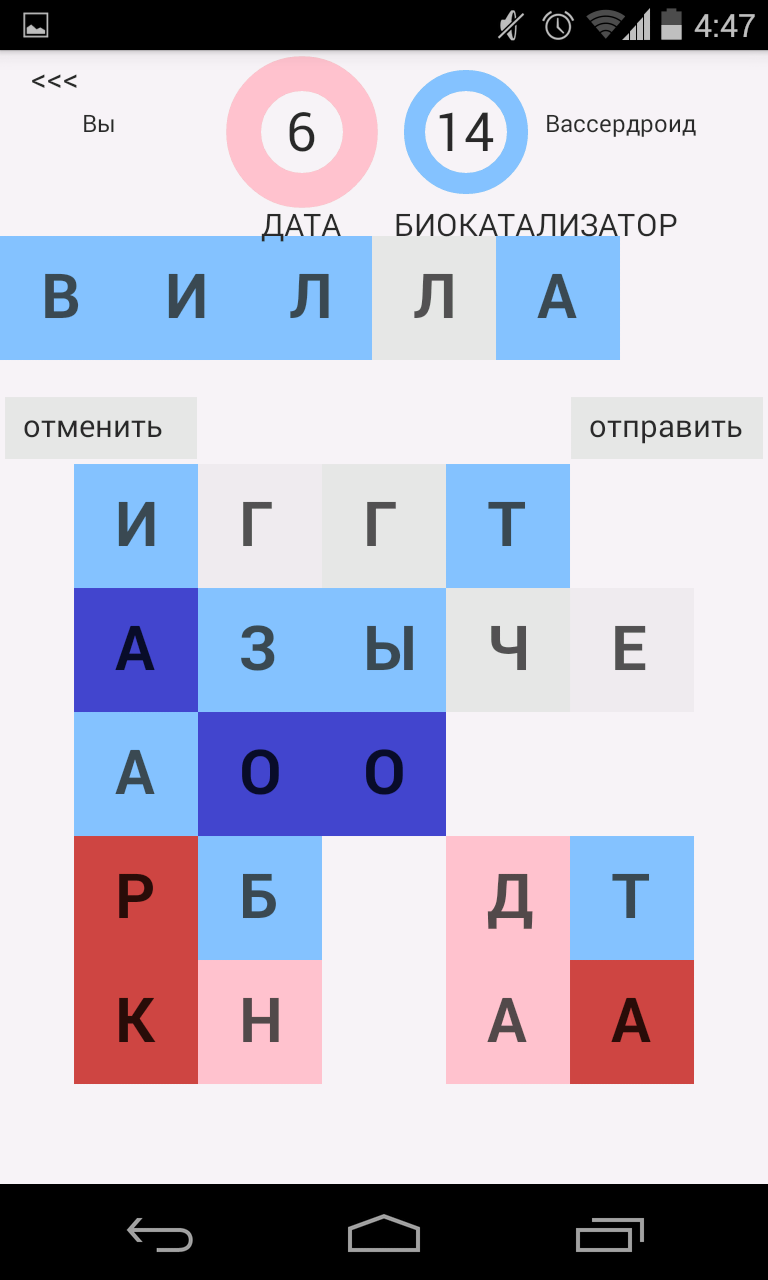 4:47
<<<
Вы 6 14 Вассердроид
ДАТА БИОКАТАЛИЗАТОР
В И Л Л А
отменить отправить
И Г Г Т
А З Ы Ч Е
А О О
Р Б Д Т
К Н А А